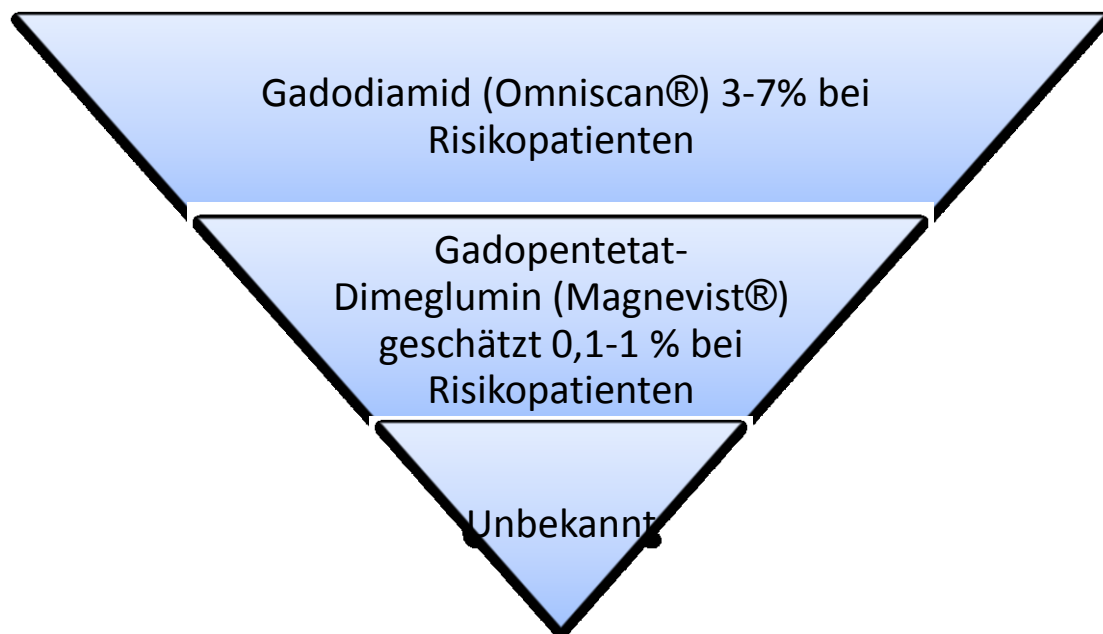 Gadodiamid (Omniscan®) 3-7% bei
Risikopatienten
Gadopentetat-
Dimeglumin (Magnevist®)
geschätzt 0,1-1 % bei
Risikopatienten
Unbekannt